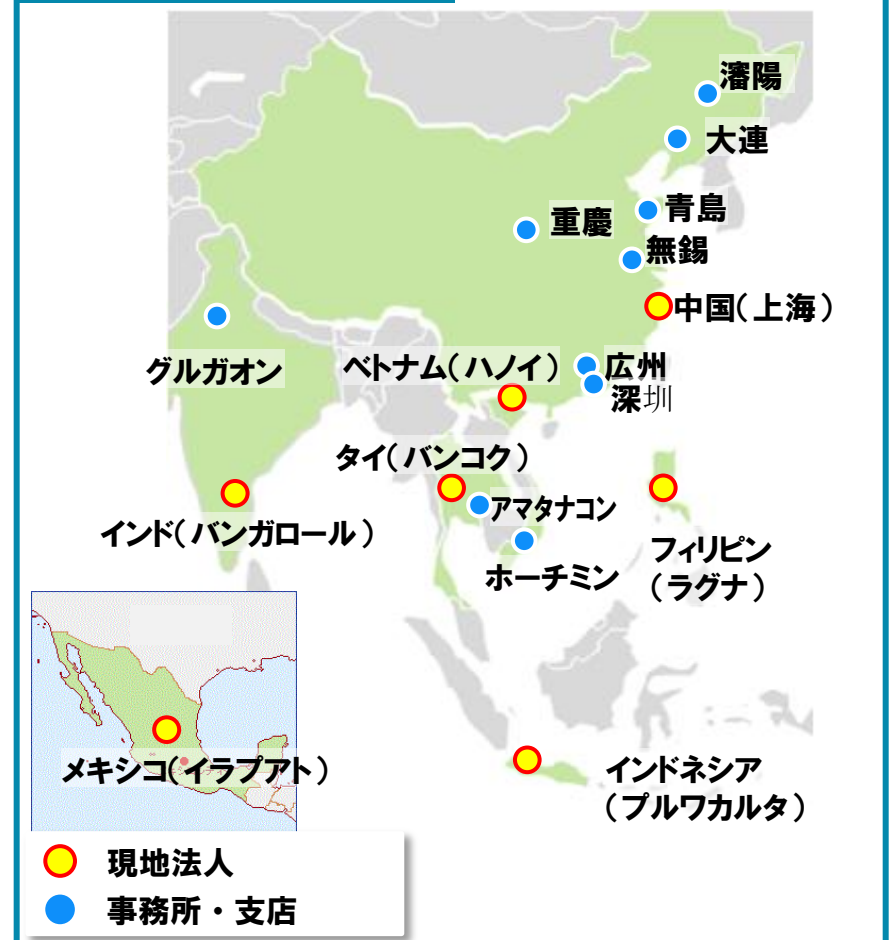 瀋陽
大連
青島
重慶
無錫
中国(上海)
グルガオン
ベトナム(ハノイ)
広州
深圳
タイ(バンコク)
アマタナコン
インド(バンガロール)
ホーチミン
フィリピン
(ラグナ)
メキシコ(イラプアト)
インドネシア
(プルワカルタ)
現地法人
事務所・支店